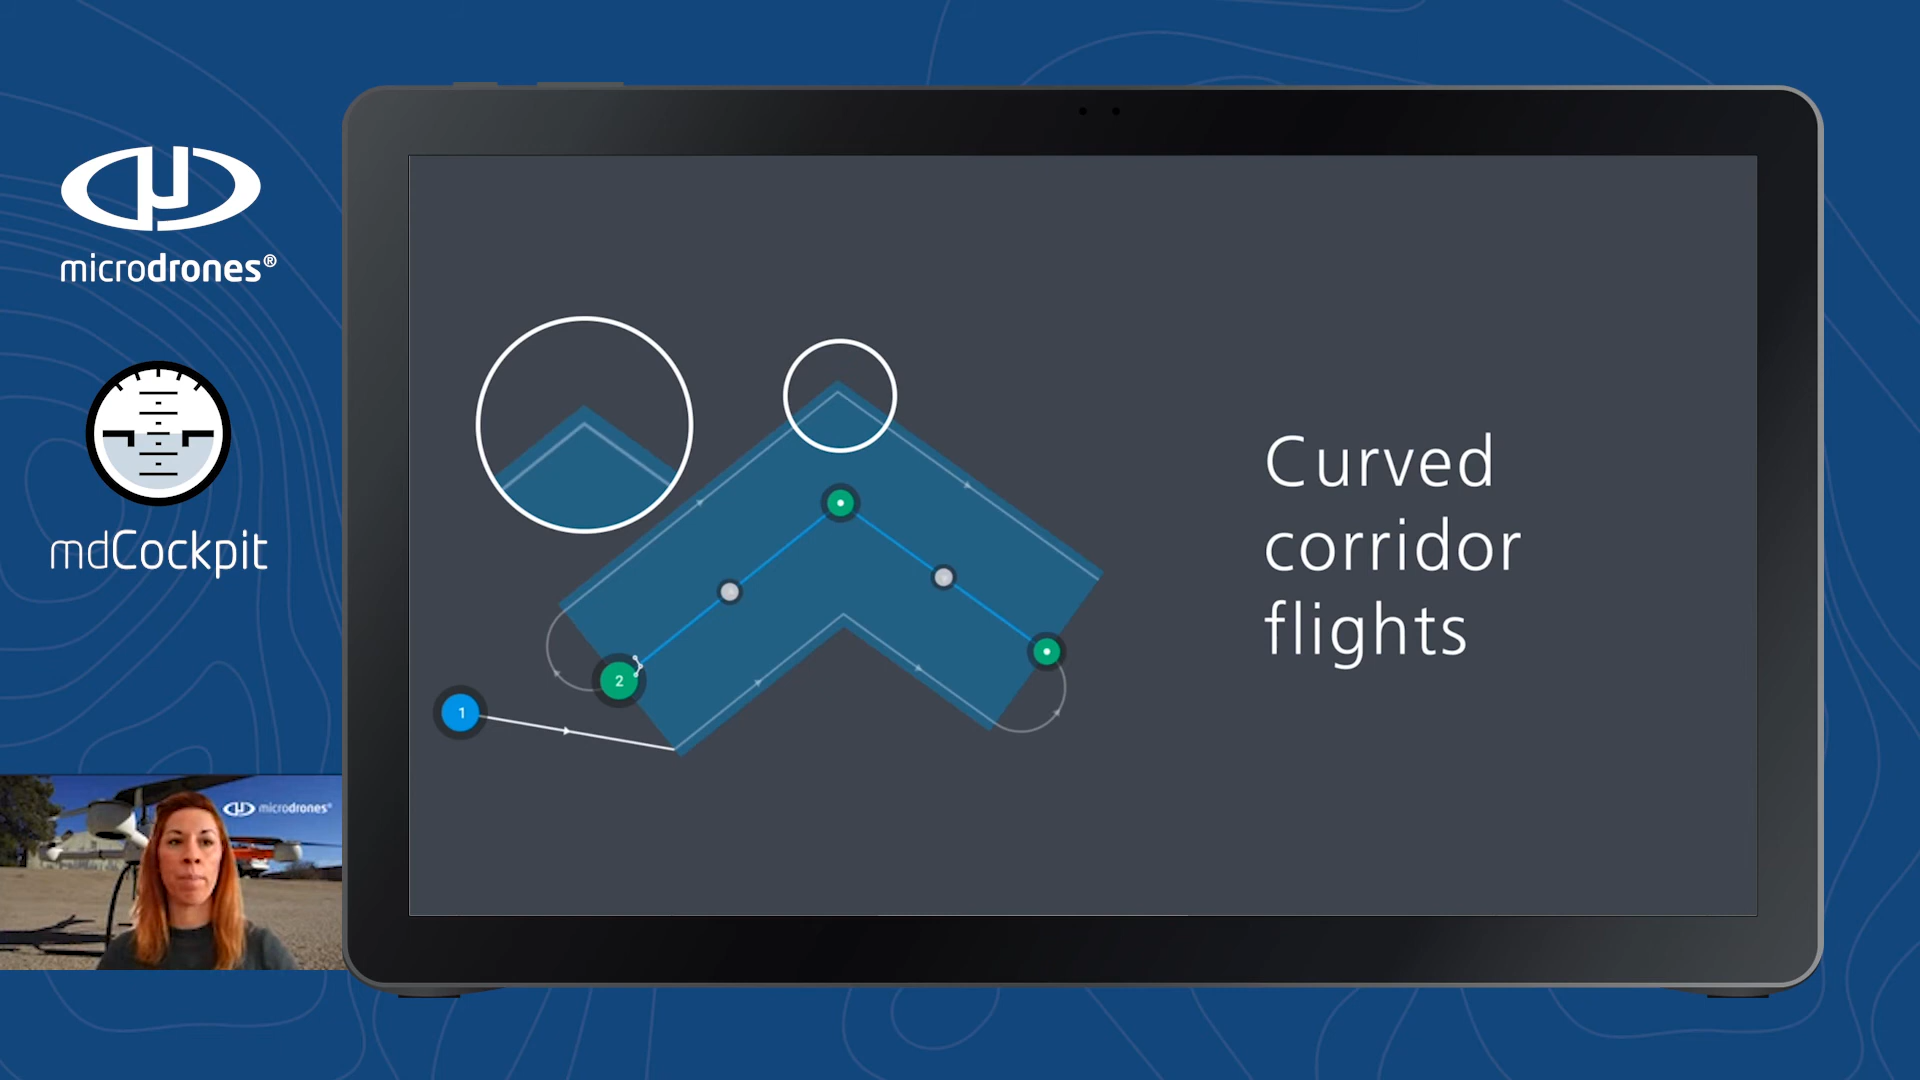 microdrones®
mdCockpit
Curved
corridor
flights
2
1
microdrones®